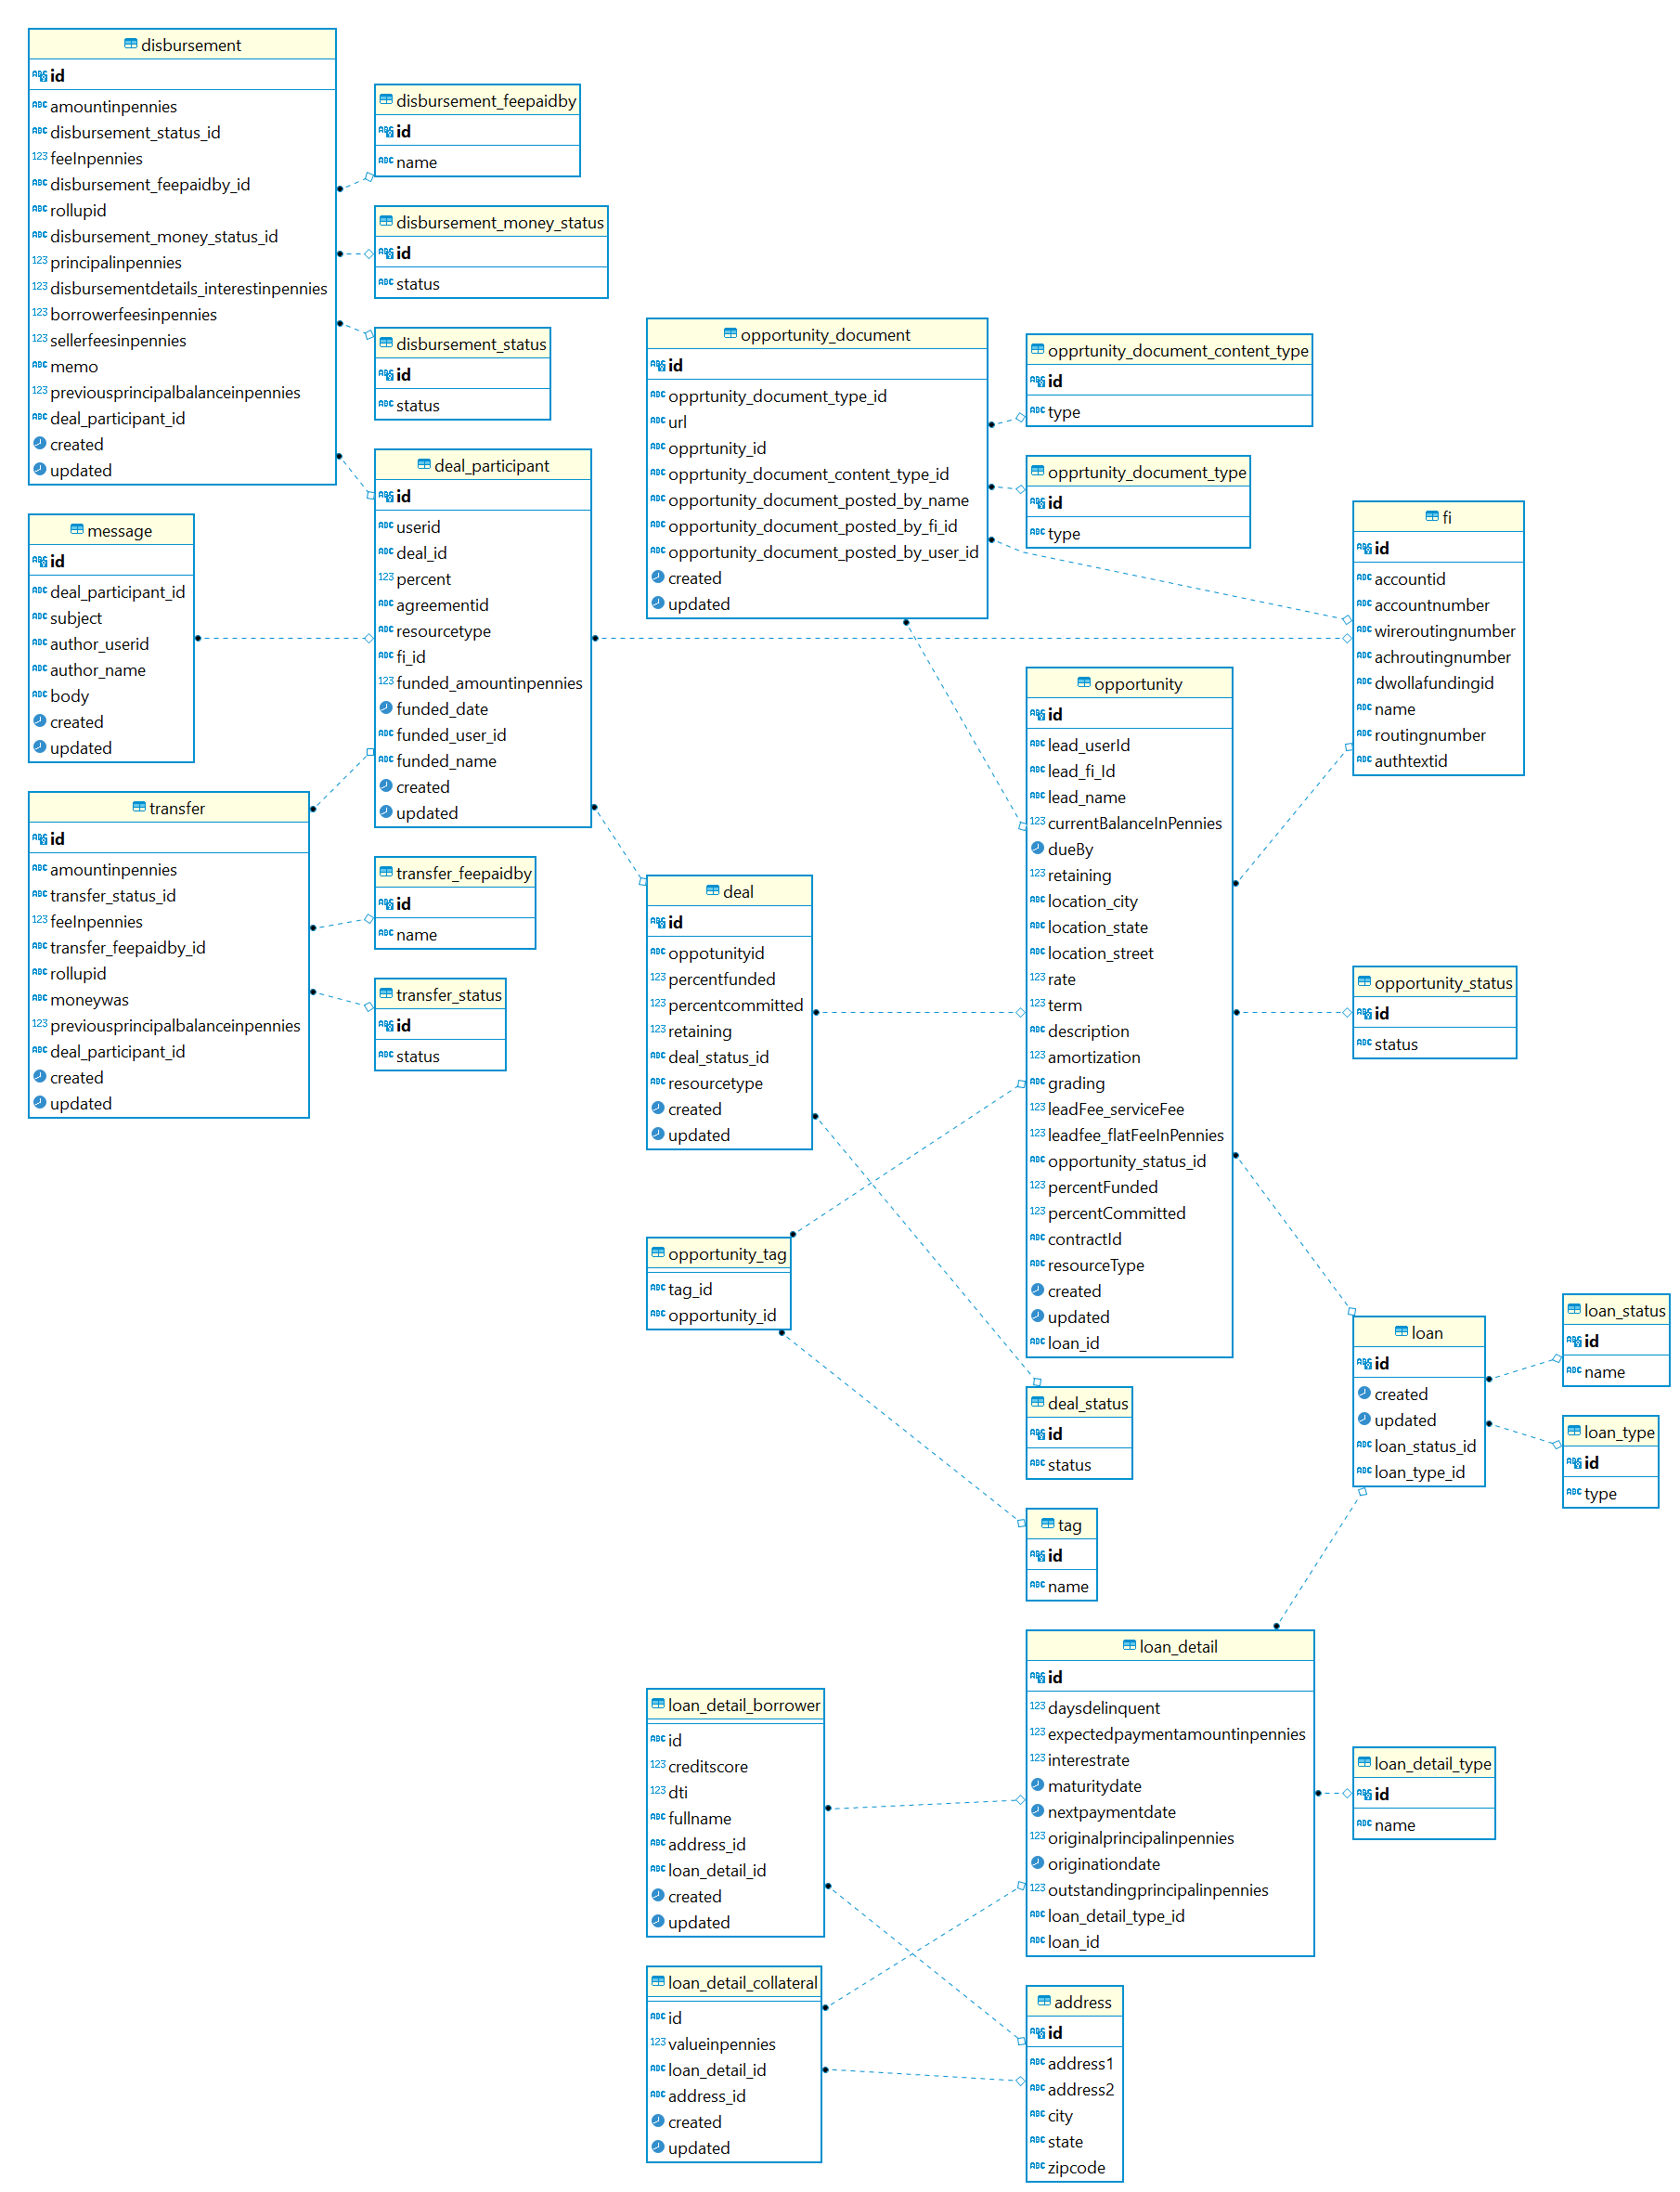 disbursement
id
amountinpennies
disbursement_status_id
feeInpennies
disbursement_feepaidby_id
rollupid
disbursement_money_status_id
principalinpennies
disbursementdetails_interestinpennies
borrowerfeesinpennies
sellerfeesinpennies
memo
previousprincipalbalanceinpennies
deal_participant_id
created
updated
disbursement_feepaidby
id
name
disbursement_money_status
id
status
disbursement_status
id
status
opportunity_document
id
opprtunity_document_type_id
url
opprtunity_id
opprtunity_document_content_type_id
opportunity_document_posted_by_name
opportunity_document_posted_by_fi_id
opportunity_document_posted_by_user_id
created
updated
opprtunity_document_content_type
id
type
opprtunity_document_type
id
type
fi
id
accountid
accountnumber
wireroutingnumber
achroutingnumber
dwollafundingid
name
routingnumber
authtextid
message
id
deal_participant_id
subject
author_userid
author_name
body
created
updated
deal_participant
id
userid
deal_id
percent
agreementid
resourcetype
fi_id
funded_amountinpennies
funded_date
funded_user_id
funded_name
created
updated
transfer
id
amountinpennies
transfer_status_id
feeInpennies
transfer_feepaidby_id
rollupid
moneywas
previousprincipalbalanceinpennies
deal_participant_id
created
updated
transfer_feepaidby
id
name
transfer_status
id
status
deal
id
oppotunityid
percentfunded
percentcommitted
retaining
deal_status_id
resourcetype
created
updated
opportunity
id
lead_userId
lead_fi_Id
lead_name
currentBalanceInPennies
dueBy
retaining
location_city
location_state
location_street
rate
term
description
amortization
grading
leadFee_serviceFee
leadfee_flatFeeInPennies
opportunity_status_id
percentFunded
percentCommitted
contractId
resourceType
created
updated
loan_id
opportunity_status
id
status
opportunity_tag
tag_id
opportunity_id
deal_status
id
status
tag
id
name
loan
id
created
updated
loan_status_id
loan_type_id
loan_status
id
name
loan_type
id
type
loan_detail
id
daysdelinquent
expectedpaymentamountinpennies
interestrate
maturitydate
nextpaymentdate
originalprincipalinpennies
originationdate
outstandingprincipalinpennies
loan_detail_type_id
loan_id
loan_detail_type
id
name
loan_detail_borrower
id
creditscore
dti
fullname
address_id
loan_detail_id
created
updated
loan_detail_collateral
id
valueinpennies
loan_detail_id
address_id
created
updated
address
id
address1
address2
city
state
zipcode